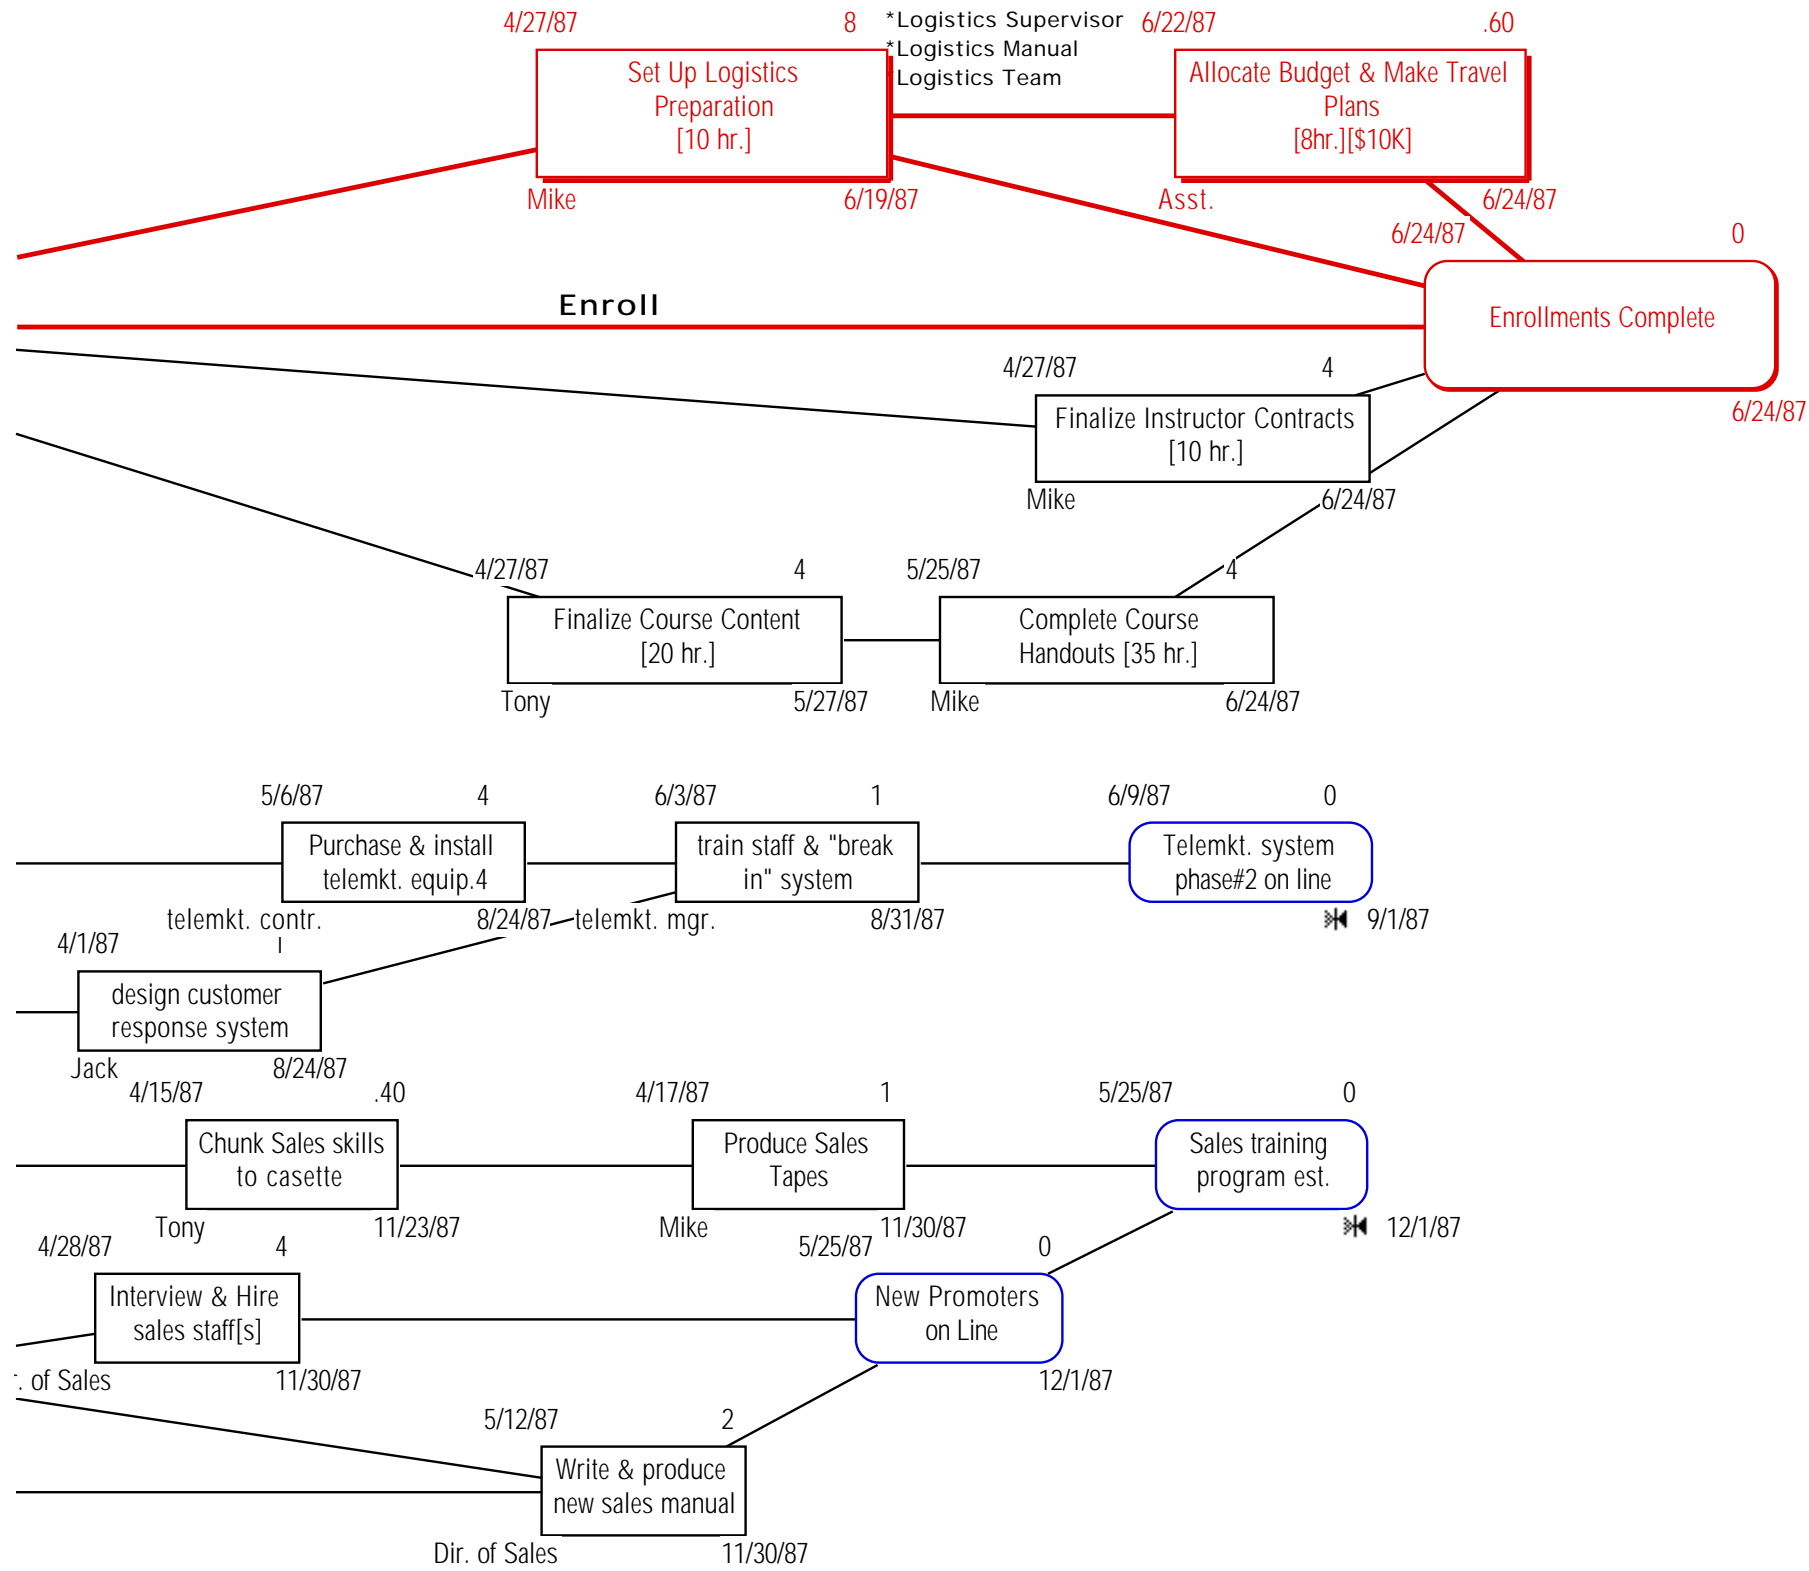 4/27/87 8 *Logistics Supervisor 6/22/87 .60
*Logistics Manual
*Logistics Team
Set Up Logistics
Preparation
[10 hr.]
Allocate Budget & Make Travel
Plans
[8hr.][$10K]
Mike 6/19/87 Asst. 6/24/87
6/24/87 0
Enroll
Enrollments Complete
6/24/87
4/27/87 4
Finalize Instructor Contracts
[10 hr.]
Mike 6/24/87
4/27/87 4 5/25/87 4
Finalize Course Content
[20 hr.]
Complete Course
Handouts [35 hr.]
Tony 5/27/87 Mike 6/24/87
5/6/87 4 6/3/87 1 6/9/87 0
Purchase & install
telemkt. equip.4
train staff & "break
in" system
Telemkt. system
phase#2 on line
telemkt. contr. 8/24/87 telemkt. mgr. 8/31/87 9/1/87
4/1/87
design customer
response system
Jack 8/24/87
4/15/87 .40 4/17/87 1 5/25/87 0
Chunk Sales skills
to casette
Produce Sales
Tapes
Sales training
program est.
Tony 11/23/87 Mike 11/30/87 12/1/87
4/28/87 4 5/25/87 0
Interview & Hire
sales staff[s]
New Promoters
on Line
r. of Sales 11/30/87 12/1/87
5/12/87 2
Write & produce
new sales manual
Dir. of Sales 11/30/87